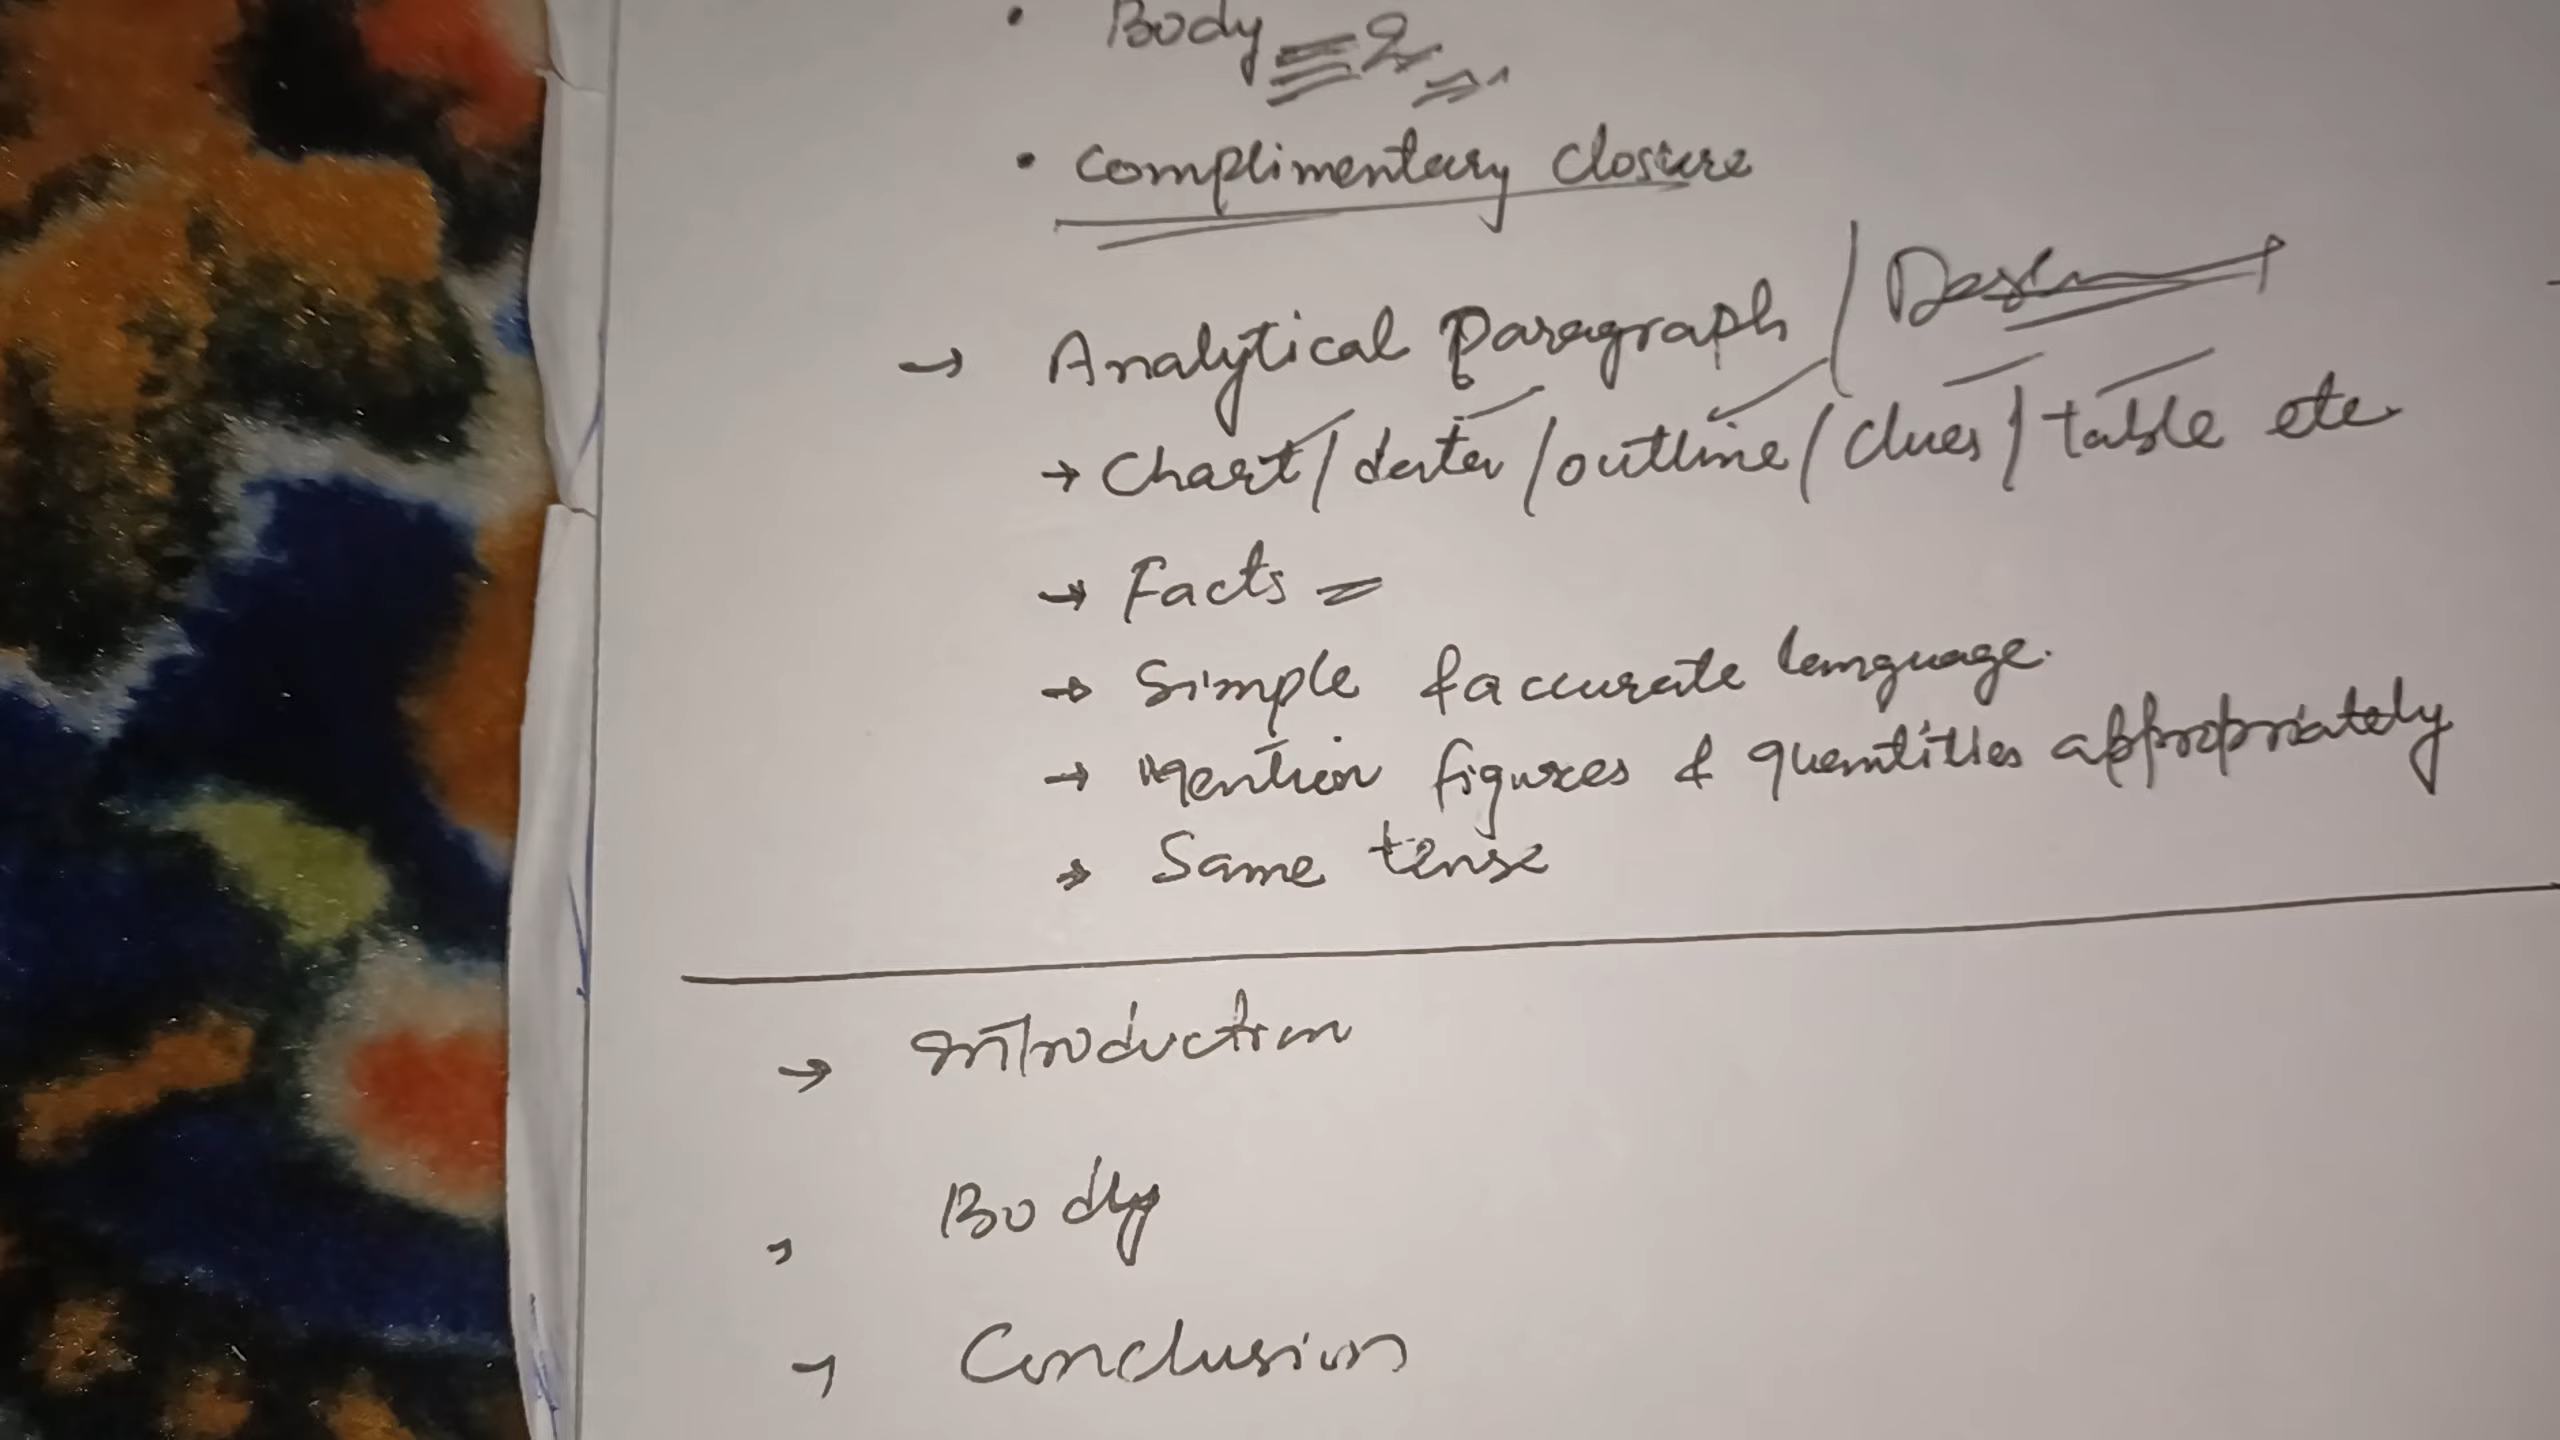 • Body = 2
• Complimentary Closure
→ Analytical Paragraph /
→ Chart / data / outline / clues / table etc
→ Facts =
→ Simple & accurate language.
→ Mention figures & quantities appropriately
→ Same tense
→ Introduction
→ Body
→ Conclusion